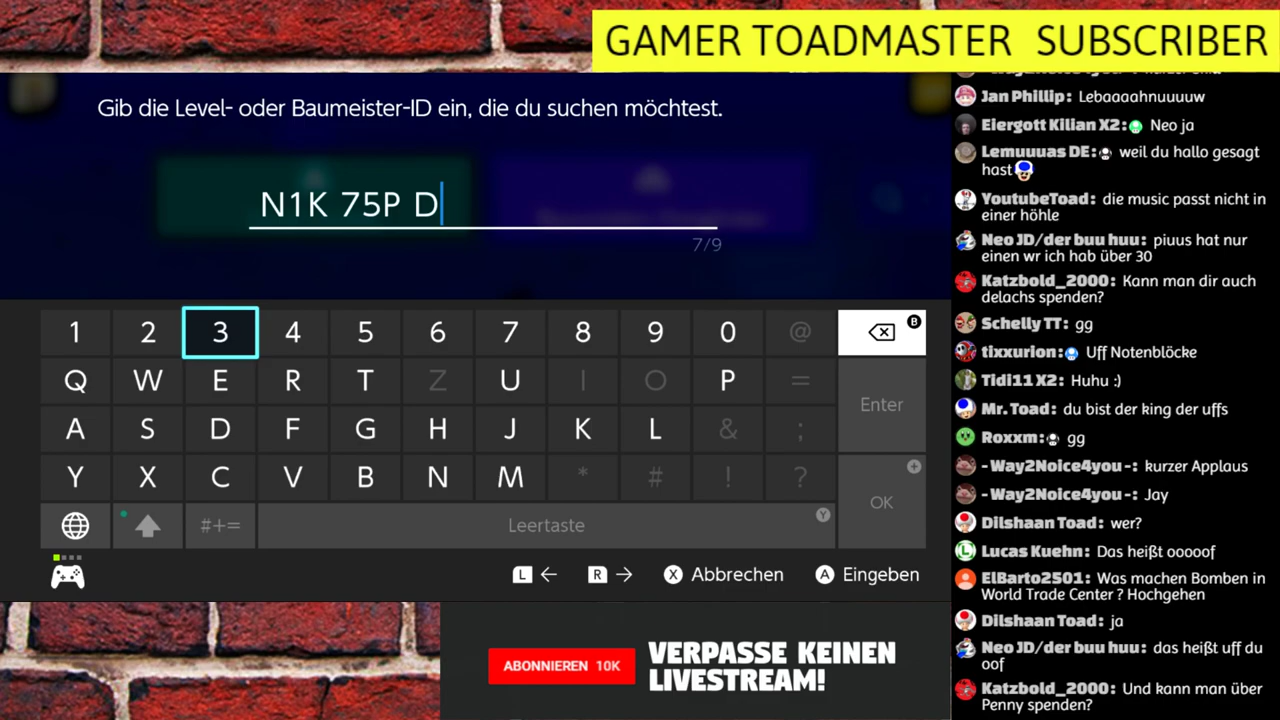 GAMER TOADMASTER SUBSCRIBER
Gib die Level- oder Baumeister-ID ein, die du suchen möchtest.
N1K 75P D
7/9
1 2 3 4 5 6 7 8 9 0 @
B
Q W E R T Z U I O P =
Enter
A S D F G H J K L & ;
Y X C V B N M * # ! ?
OK
#+=
Leertaste
Y
L ← R → X Abbrechen A Eingeben
ABONNIEREN 10K
VERPASSE KEINEN
LIVESTREAM!
Jan Phillip: Lebaaaahnuuuuw
Eiergott Kilian X2: Neo ja
Lemuuuas DE: weil du hallo gesagt
hast
YoutubeToad: die music passt nicht in
einer höhle
Neo JD/der buu huu: piuus hat nur
einen wr ich hab über 30
Katzbold_2000: Kann man dir auch
delachs spenden?
Schelly TT: gg
tixxurion: Uff Notenblöcke
Tidi11 X2: Huhu :)
Mr. Toad: du bist der king der uffs
Roxxm: gg
-Way2Noice4you-: kurzer Applaus
-Way2Noice4you-: Jay
Dilshaan Toad: wer?
Lucas Kuehn: Das heißt ooooof
ElBarto2501: Was machen Bomben in
World Trade Center ? Hochgehen
Dilshaan Toad: ja
Neo JD/der buu huu: das heißt uff du
oof
Katzbold_2000: Und kann man über
Penny spenden?